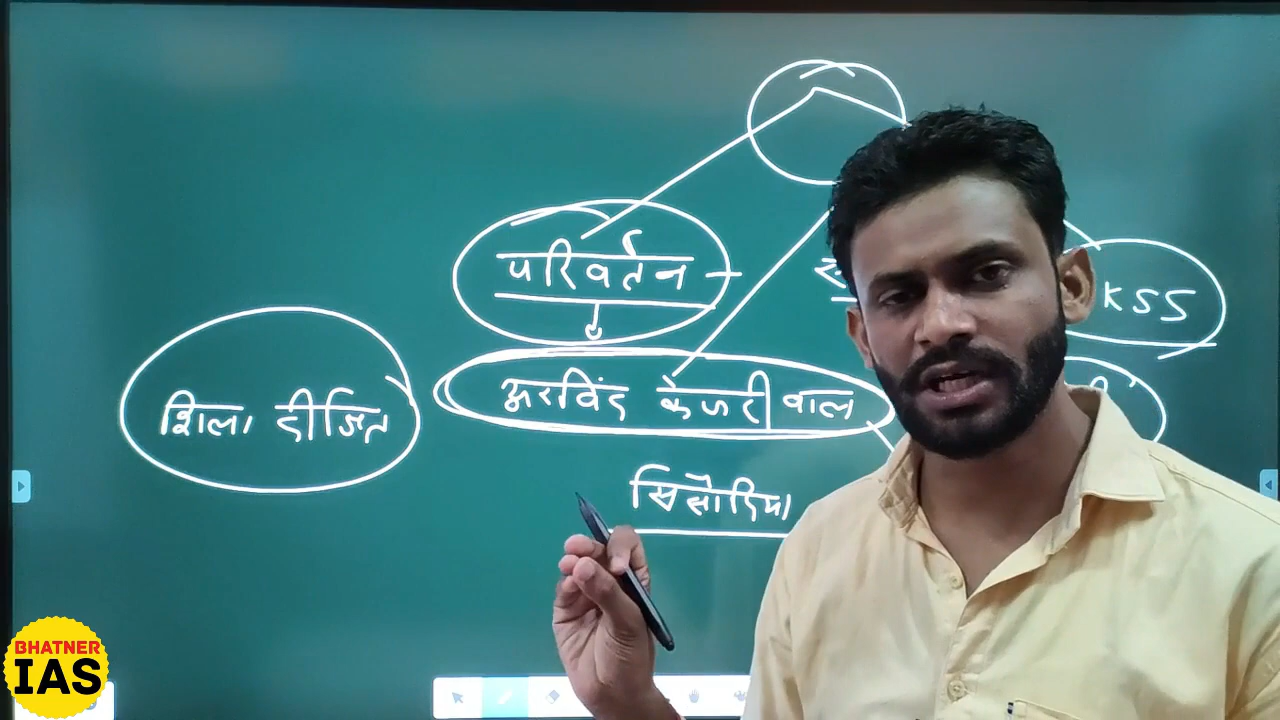 परिवर्तन
KSS
अरविंद केजरीवाल
शिला दीजित
सिसोदिया
BHATNER
IAS